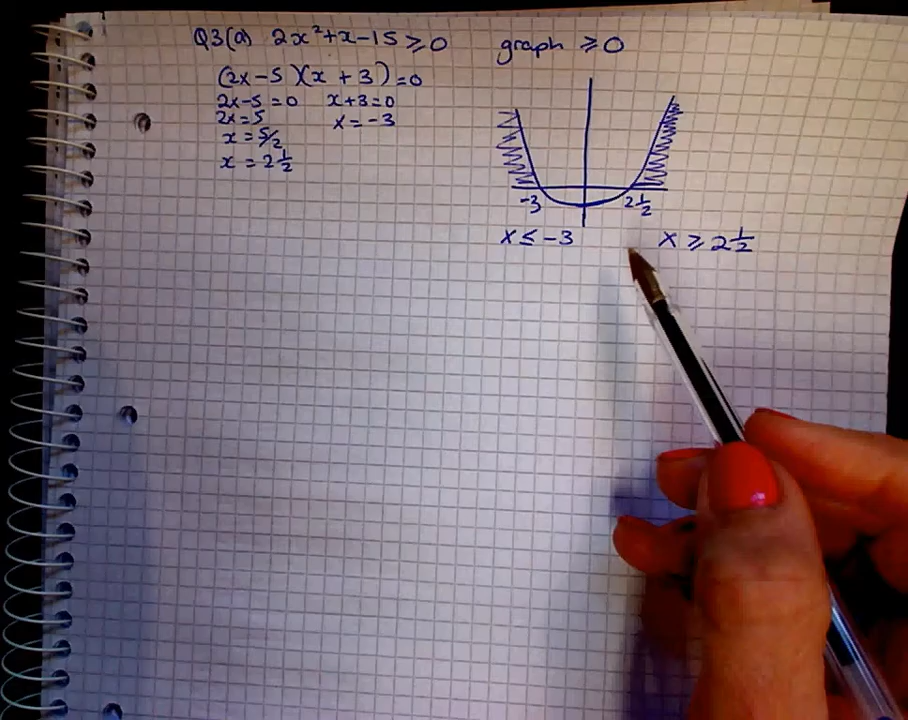 Q3(a) 2x²+x-15 ≥ 0
(2x-5)(x+3)=0
2x-5=0 x+3=0
2x=5 x=-3
x=5/2
x=2½
graph ≥ 0
-3 2½
x ≤ -3 x ≥ 2½